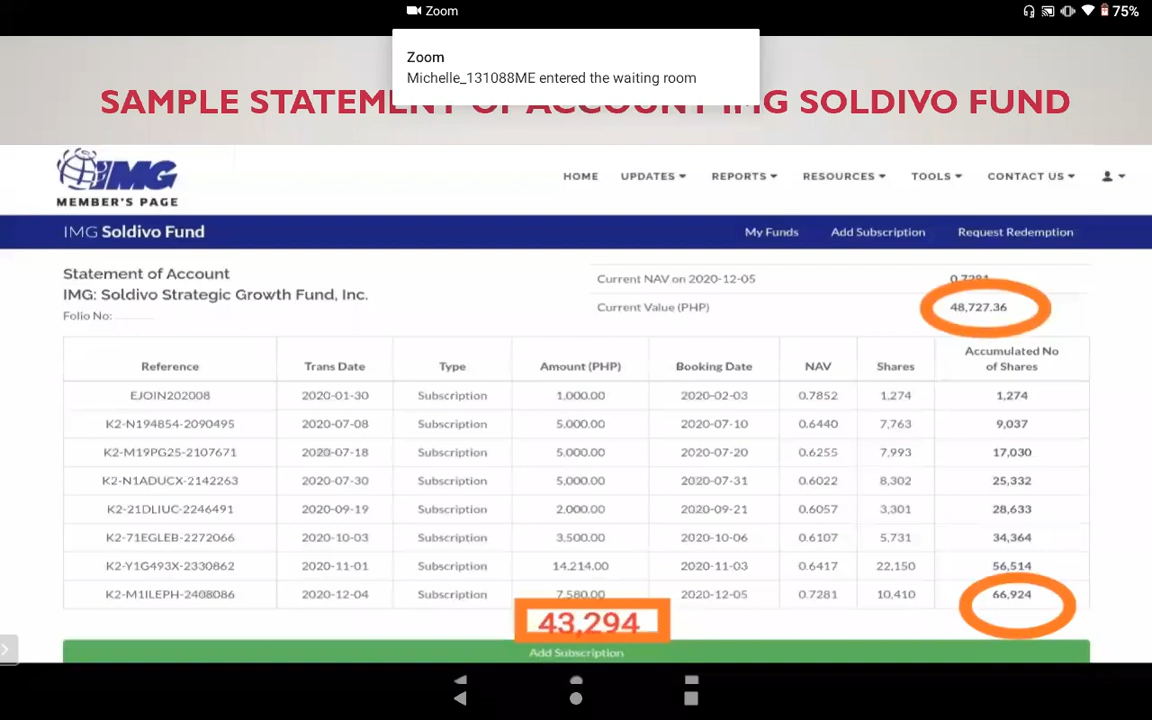 Zoom
75%
Zoom
Michelle_131088ME entered the waiting room
SAMPLE STATEMENT OF ACCOUNT IMG SOLDIVO FUND
IMG
MEMBER'S PAGE
HOME UPDATES REPORTS RESOURCES TOOLS CONTACT US
IMG Soldivo Fund My Funds Add Subscription Request Redemption
Statement of Account
IMG: Soldivo Strategic Growth Fund, Inc.
Folio No:
Current NAV on 2020-12-05 0.7281
Current Value (PHP) 48,727.36
Reference Trans Date Type Amount (PHP) Booking Date NAV Shares Accumulated No of Shares
EJOIN202008 2020-01-30 Subscription 1,000.00 2020-02-03 0.7852 1,274 1,274
K2-N194854-2090495 2020-07-08 Subscription 5,000.00 2020-07-10 0.6440 7,763 9,037
K2-M19PG25-2107671 2020-07-18 Subscription 5,000.00 2020-07-20 0.6255 7,993 17,030
K2-N1ADUCX-2142263 2020-07-30 Subscription 5,000.00 2020-07-31 0.6022 8,302 25,332
K2-21DLIUC-2246491 2020-09-19 Subscription 2,000.00 2020-09-21 0.6057 3,301 28,633
K2-71EGLEB-2272066 2020-10-03 Subscription 3,500.00 2020-10-06 0.6107 5,731 34,364
K2-Y1G493X-2330862 2020-11-01 Subscription 14,214.00 2020-11-03 0.6417 22,150 56,514
K2-M1ILEPH-2408086 2020-12-04 Subscription 7,580.00 2020-12-05 0.7281 10,410 66,924
43,294
Add Subscription